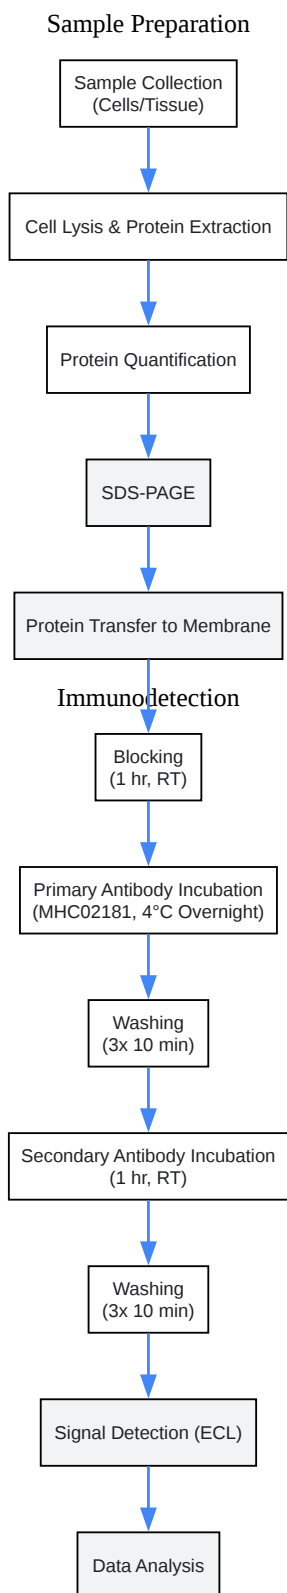 Sample Preparation
Sample Collection
(Cells/Tissue)
Cell Lysis & Protein Extraction
Protein Quantification
SDS-PAGE
Protein Transfer to Membrane
Immunodetection
Blocking
(1 hr, RT)
Primary Antibody Incubation
(MHC02181, 4°C Overnight)
Washing
(3x 10 min)
Secondary Antibody Incubation
(1 hr, RT)
Washing
(3x 10 min)
Signal Detection (ECL)
Data Analysis